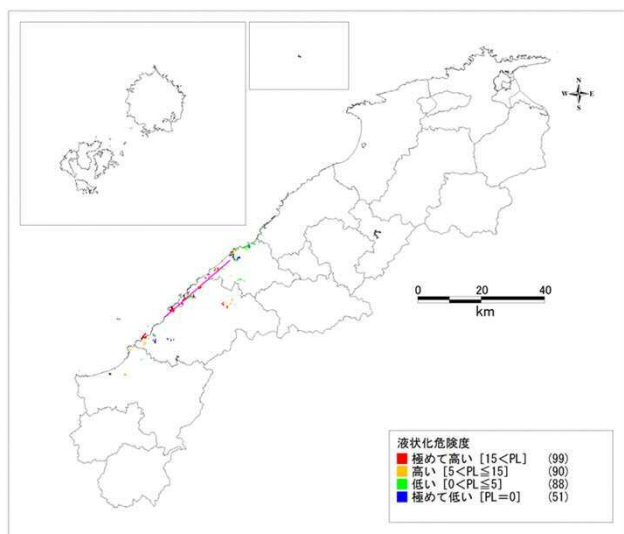 N
W E
S
0 20 40
km
液状化危険度
極めて高い [15<PL] (99)
高い [5<PL≦15] (90)
低い [0<PL≦5] (88)
極めて低い [PL=0] (51)